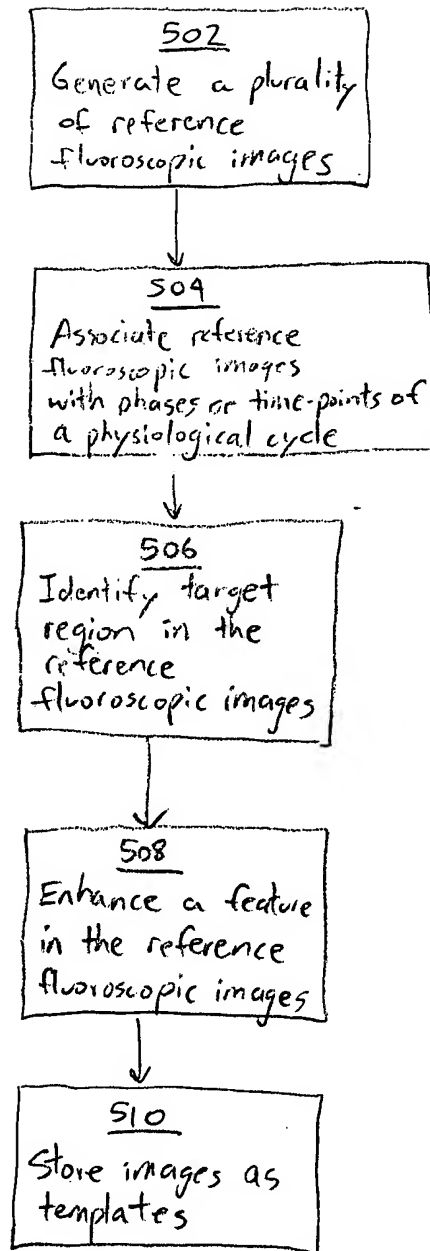 502
Generate a plurality
of reference
fluoroscopic images
504
Associate reference
fluoroscopic images
with phases or time-points of
a physiological cycle
506
Identify target
region in the
reference
fluoroscopic images
508
Enhance a feature
in the reference
fluoroscopic images
510
Store images as
templates